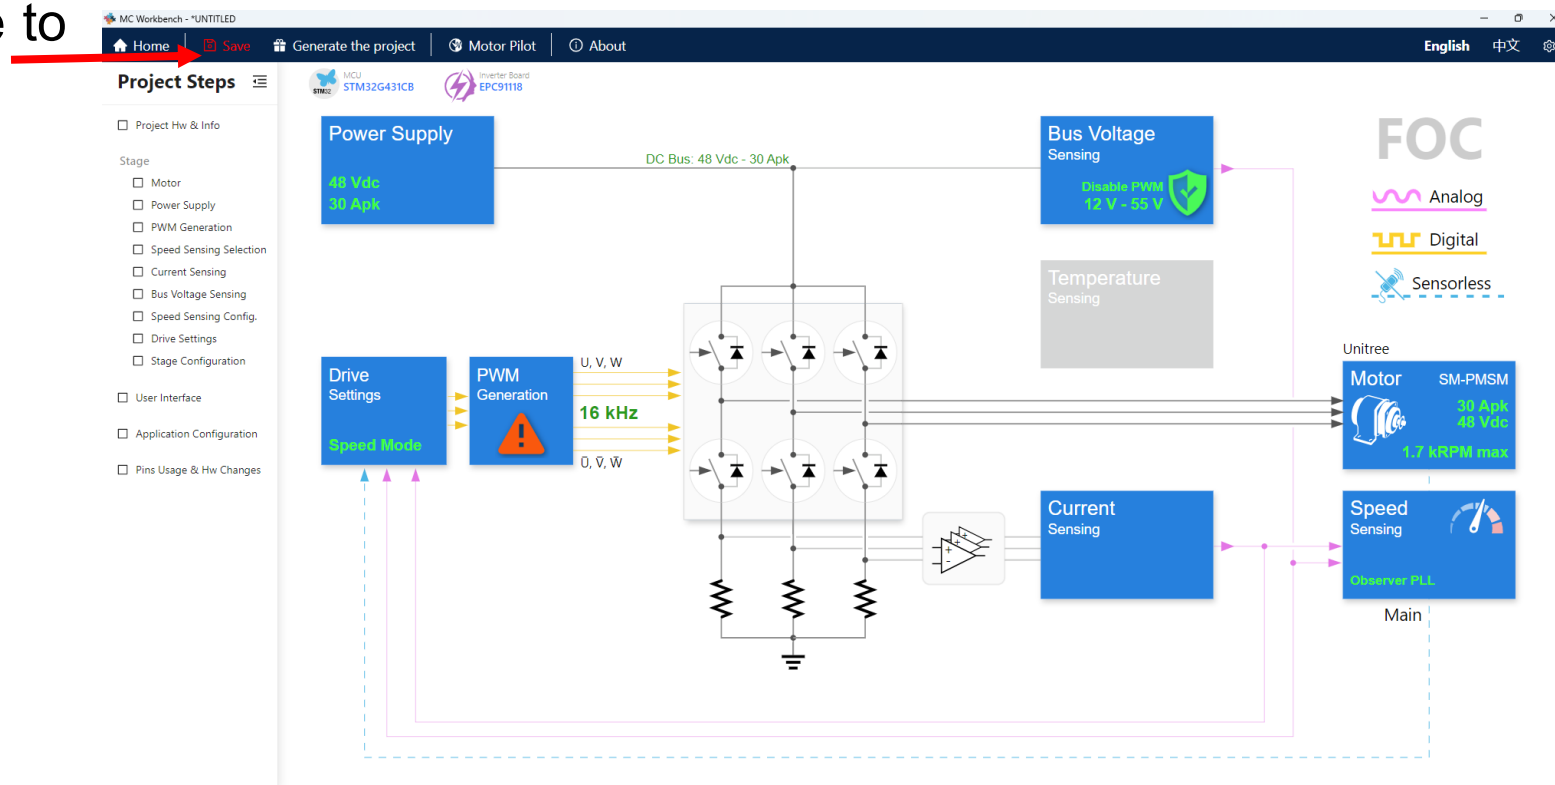 to
MC Workbench - *UNTITLED
Home
Save
Generate the project
Motor Pilot
About
English
中文
Project Steps
MCU
STM32G431CB
STM32
Inverter Board
EPC91118
Project Hw & Info
Stage
Motor
Power Supply
PWM Generation
Speed Sensing Selection
Current Sensing
Bus Voltage Sensing
Speed Sensing Config.
Drive Settings
Stage Configuration
User Interface
Application Configuration
Pins Usage & Hw Changes
Power Supply
48 Vdc
30 Apk
DC Bus: 48 Vdc - 30 Apk
Bus Voltage
Sensing
Disable PWM
12 V - 55 V
FOC
Analog
Digital
Sensorless
Temperature
Sensing
Drive
Settings
Speed Mode
PWM
Generation
U, V, W
16 kHz
U̅, V̅, W̅
Unitree
Motor
SM-PMSM
30 Apk
48 Vdc
1.7 kRPM max
Current
Sensing
Speed
Sensing
Observer PLL
Main